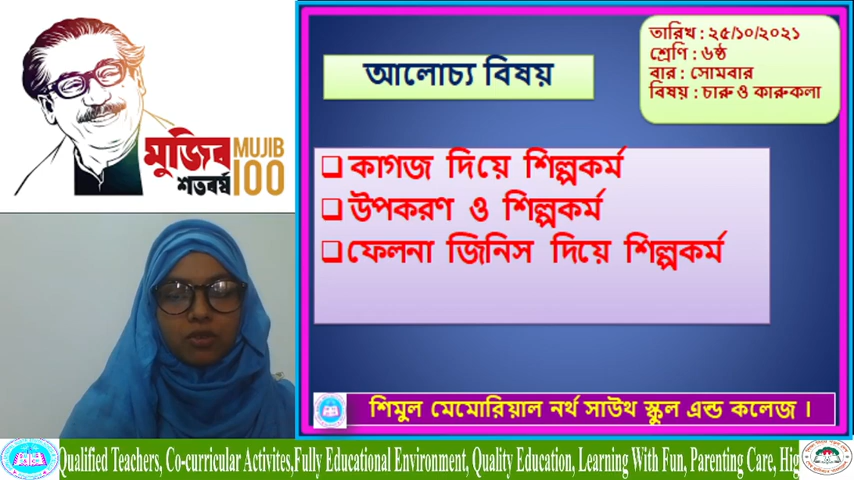 মুজিব MUJIB
শতবর্ষ 100
আলোচ্য বিষয়
তারিখ : ২৫/১০/২০২১
শ্রেণি : ৬ষ্ঠ
বার : সোমবার
বিষয় : চারু ও কারুকলা
কাগজ দিয়ে শিল্পকর্ম
উপকরণ ও শিল্পকর্ম
ফেলনা জিনিস দিয়ে শিল্পকর্ম
শিমুল মেমোরিয়াল নর্থ সাউথ স্কুল এন্ড কলেজ ।
Qualified Teachers, Co-curricular Activites,Fully Educational Environment, Quality Education, Learning With Fun, Parenting Care, Hig